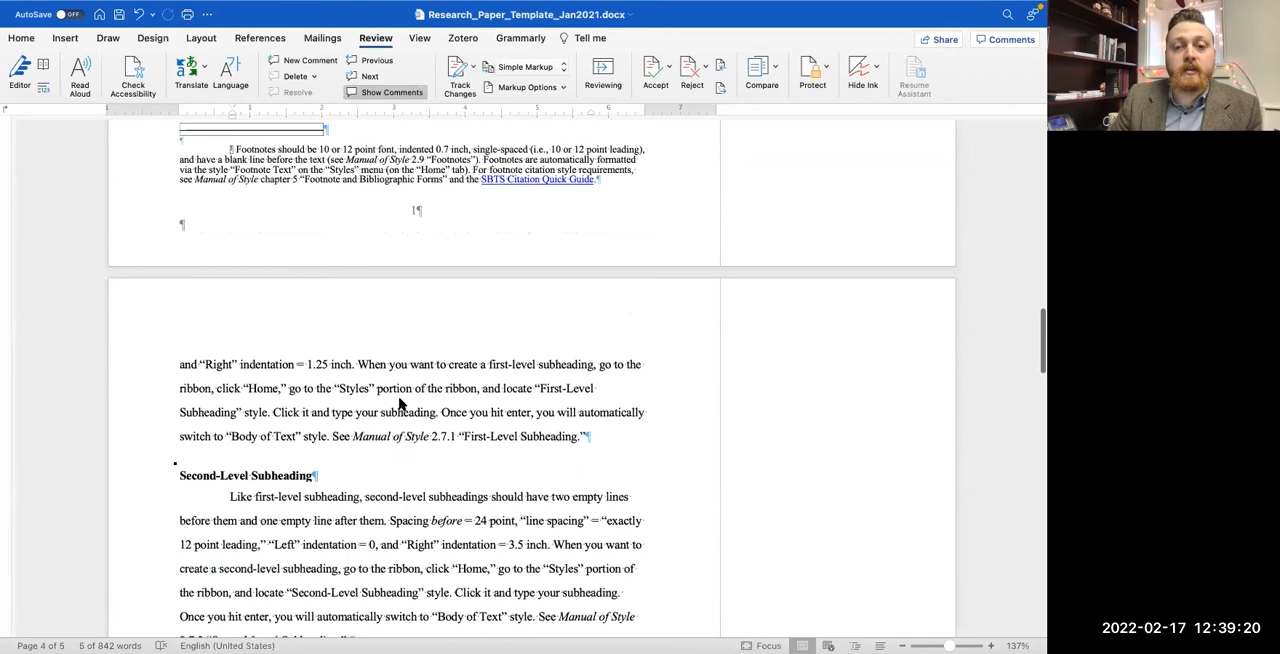 AutoSave OFF Research_Paper_Template_Jan2021.docx
Home Insert Draw Design Layout References Mailings Review View Zotero Grammarly Tell me Share Comments
Editor Read Aloud Check Accessibility Translate Language New Comment Delete Resolve Previous Next Show Comments Track Changes Simple Markup Markup Options Reviewing Accept Reject Compare Protect Hide Ink Resume Assistant
1 1 2 3 4 5 6 7
Footnotes should be 10 or 12 point font, indented 0.7 inch, single-spaced (i.e., 10 or 12 point leading),
and have a blank line before the text (see Manual of Style 2.9 “Footnotes”). Footnotes are automatically formatted
via the style “Footnote Text” on the “Styles” menu (on the “Home” tab). For footnote citation style requirements,
see Manual of Style chapter 5 “Footnote and Bibliographic Forms” and the SBTS Citation Quick Guide.¶
1¶
¶
and “Right” indentation = 1.25 inch. When you want to create a first-level subheading, go to the
ribbon, click “Home,” go to the “Styles” portion of the ribbon, and locate “First-Level
Subheading” style. Click it and type your subheading. Once you hit enter, you will automatically
switch to “Body of Text” style. See Manual of Style 2.7.1 “First-Level Subheading.”¶
Second-Level Subheading¶
Like first-level subheading, second-level subheadings should have two empty lines
before them and one empty line after them. Spacing before = 24 point, “line spacing” = “exactly
12 point leading,” “Left” indentation = 0, and “Right” indentation = 3.5 inch. When you want to
create a second-level subheading, go to the ribbon, click “Home,” go to the “Styles” portion of
the ribbon, and locate “Second-Level Subheading” style. Click it and type your subheading.
Once you hit enter, you will automatically switch to “Body of Text” style. See Manual of Style
Page 4 of 5 5 of 842 words English (United States) Focus 137%
2022-02-17 12:39:20